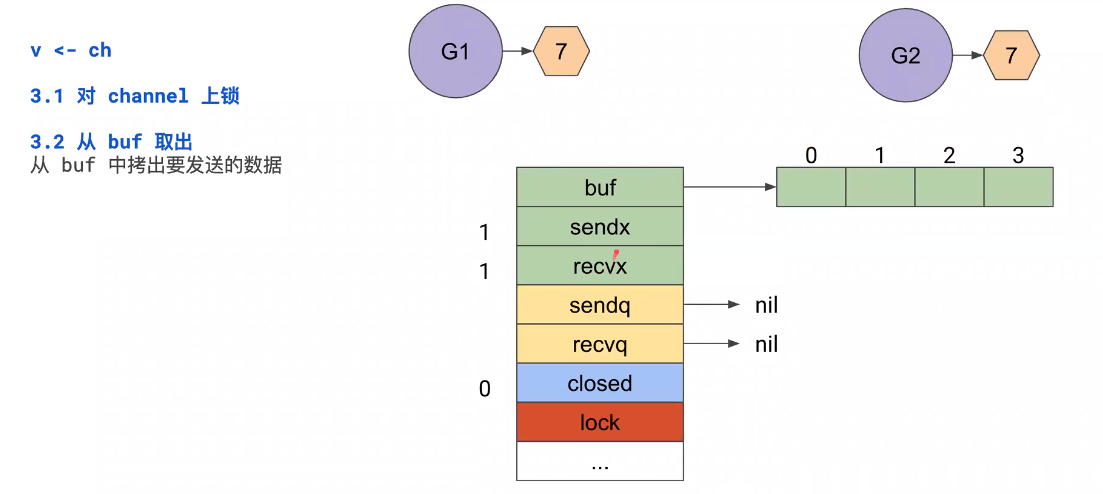 G1
7
G2
7
v <- ch
3.1 对 channel 上锁
3.2 从 buf 取出
从 buf 中拷出要发送的数据
0 1 2 3
buf
1 sendx
1 recvx
sendq nil
recvq nil
0 closed
lock
...